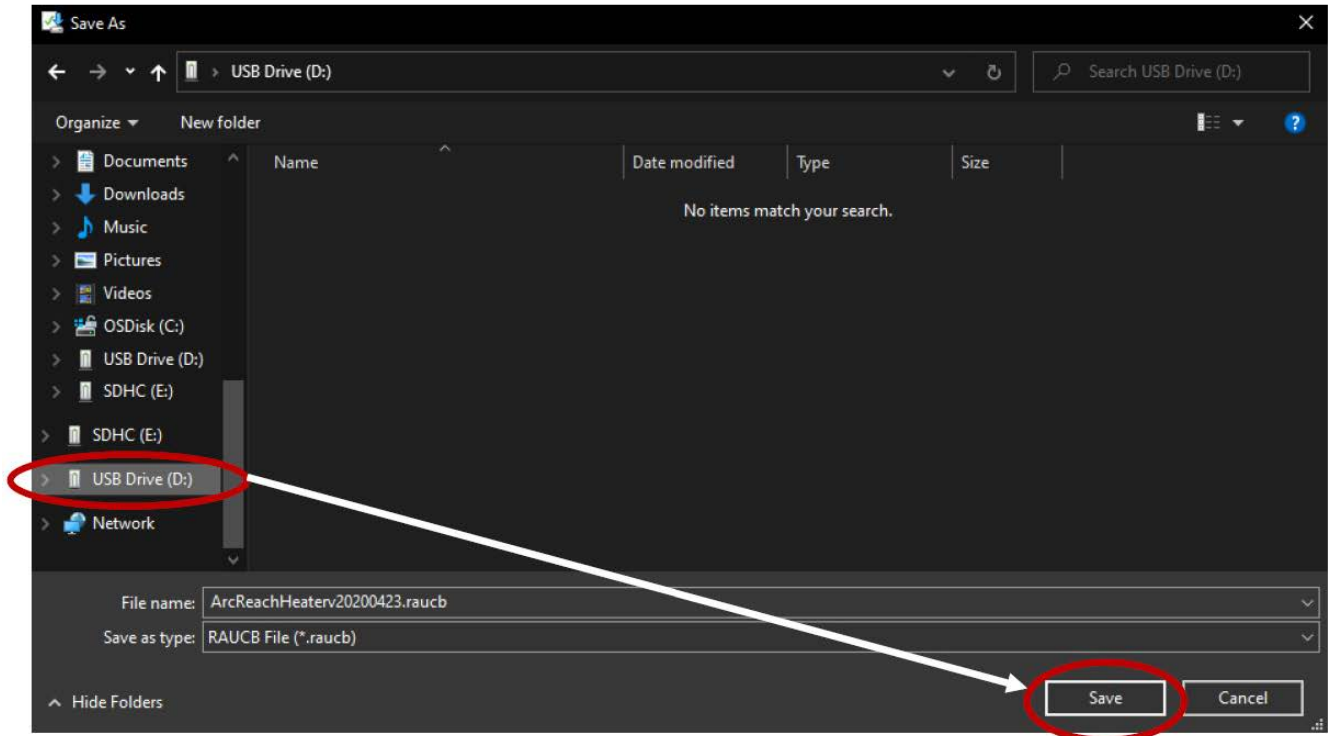 Save As
USB Drive (D:)
Search USB Drive (D:)
Organize
New folder
Name
Date modified
Type
Size
No items match your search.
Documents
Downloads
Music
Pictures
Videos
OSDisk (C:)
USB Drive (D:)
SDHC (E:)
SDHC (E:)
USB Drive (D:)
Network
File name: ArcReachHeaterv20200423.raucb
Save as type: RAUCB File (*.raucb)
Hide Folders
Save
Cancel